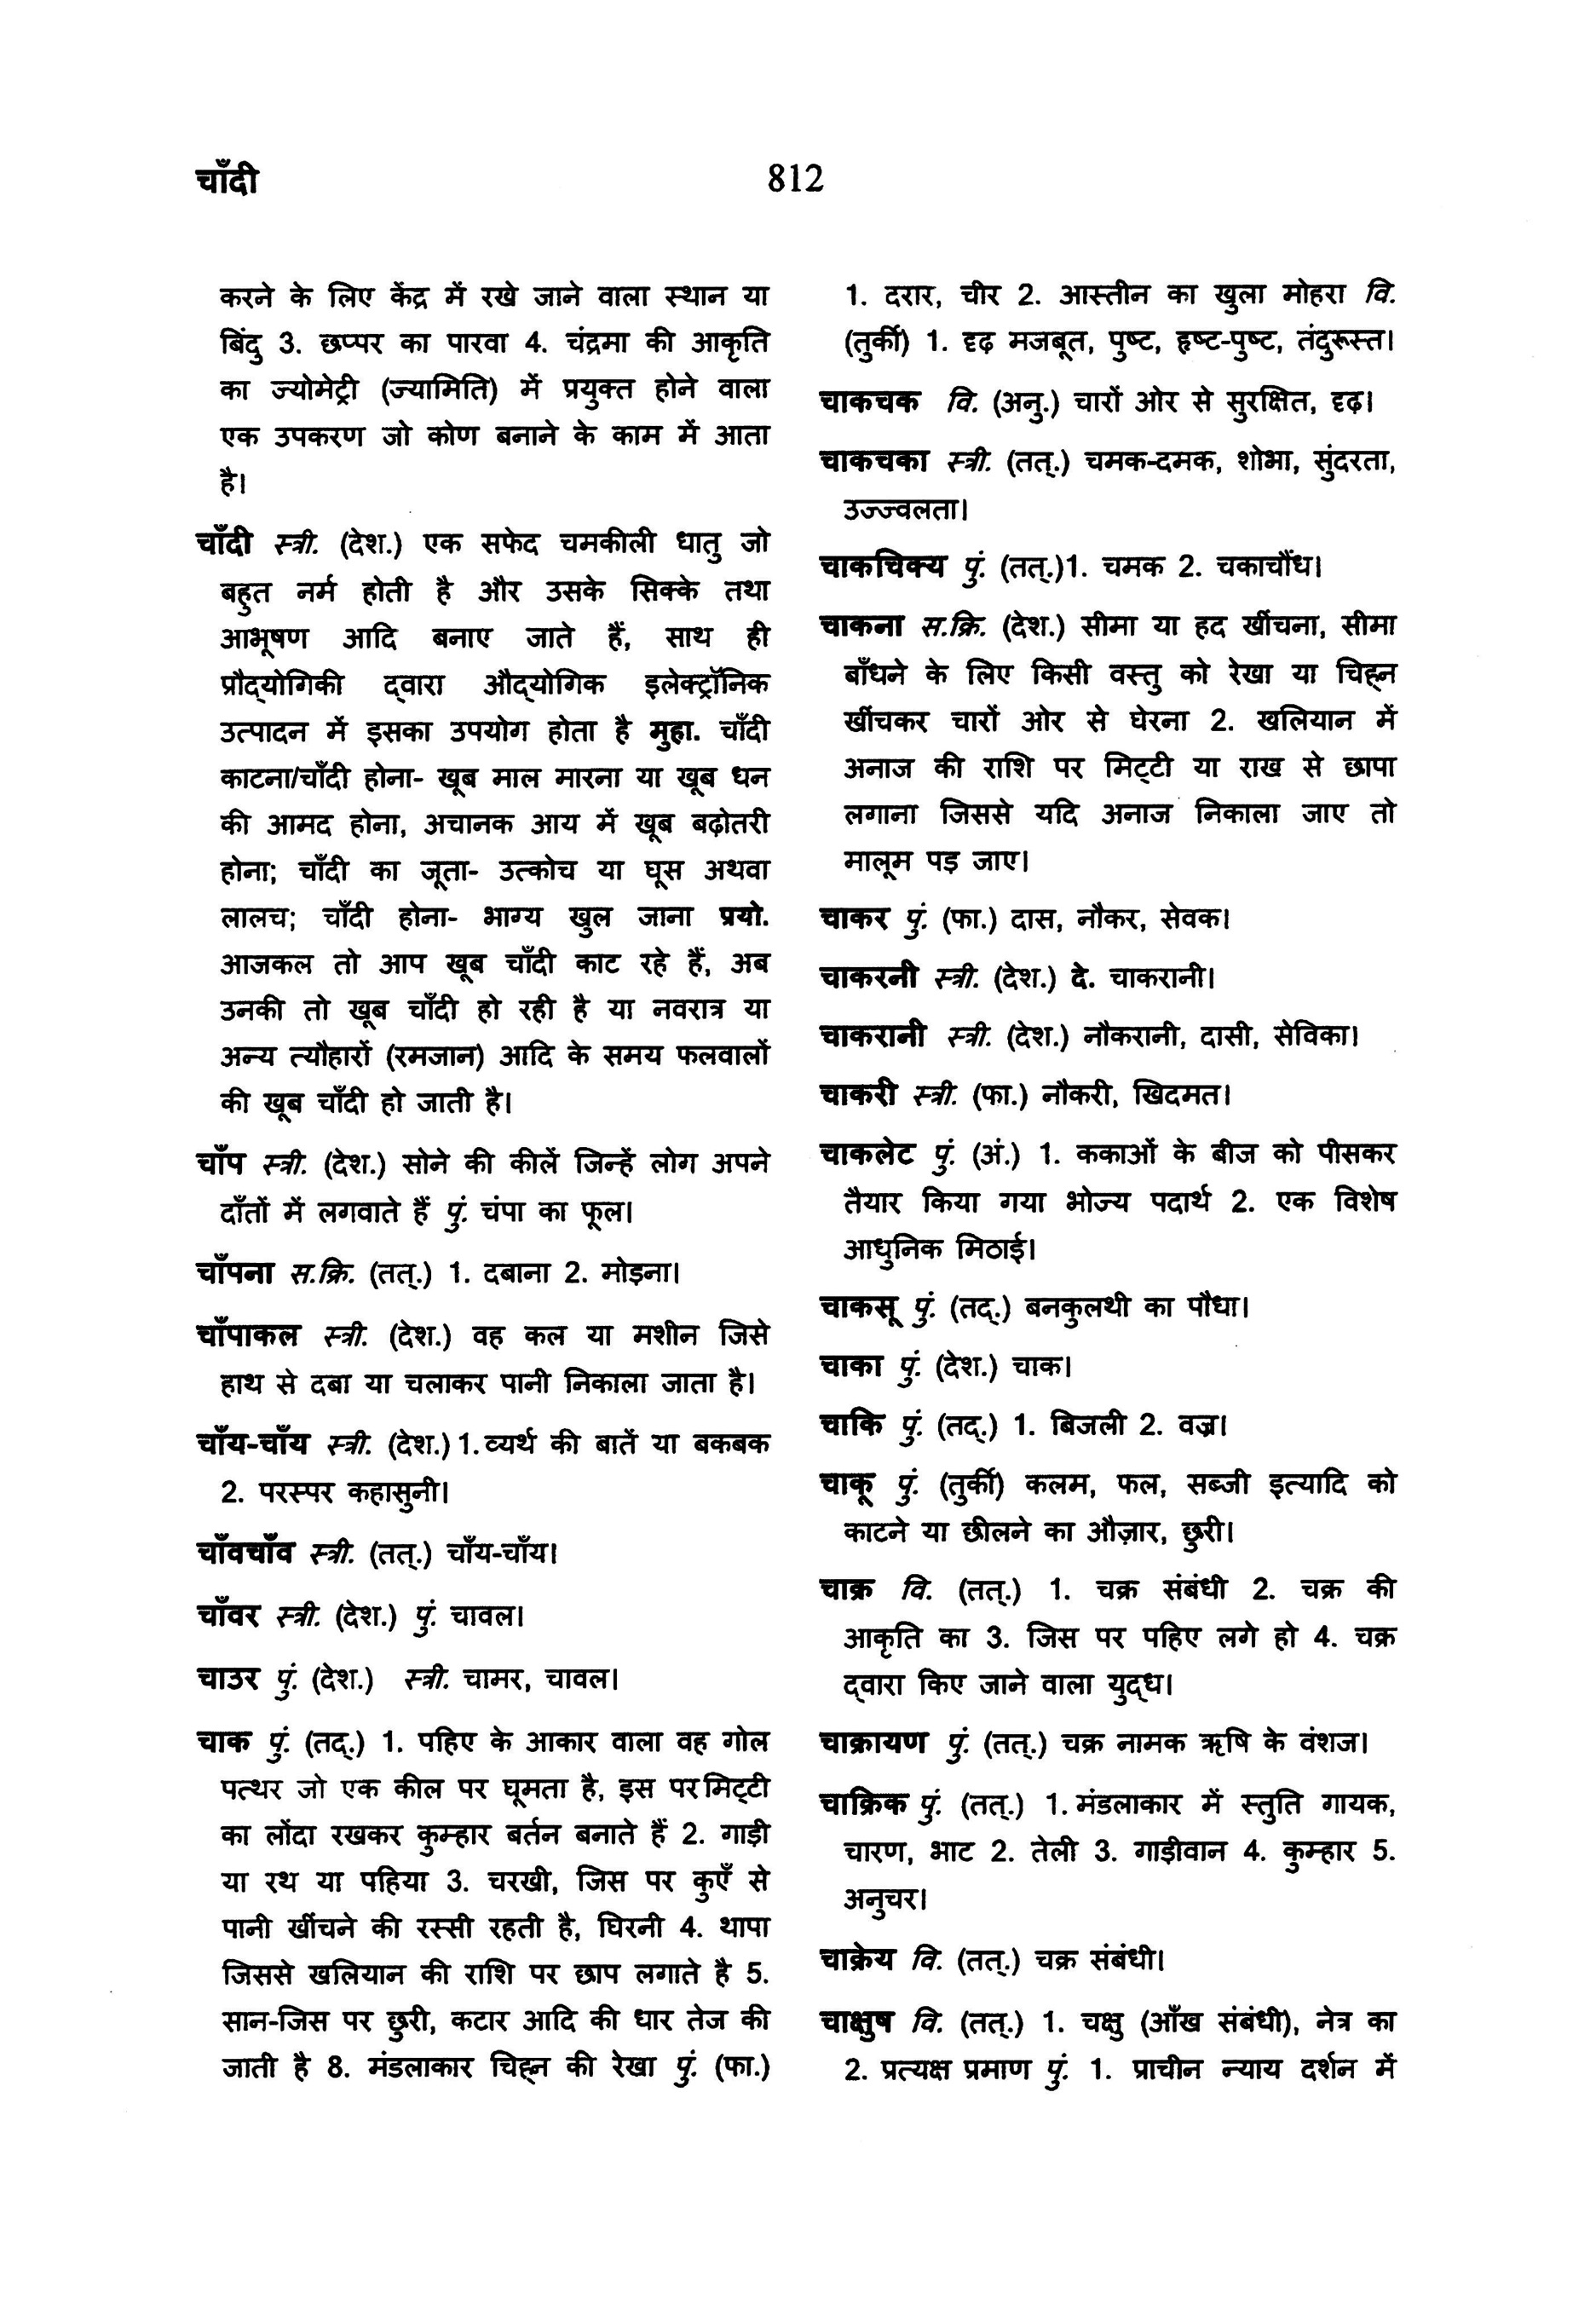 चाँदी
812
करने के लिए केंद्र में रखे जाने वाला स्थान या
बिंदु 3. छप्पर का पारवा 4. चंद्रमा की आकृति
का ज्योमेट्री (ज्यामिति) में प्रयुक्त होने वाला
एक उपकरण जो कोण बनाने के काम में आता
है।
चाँदी स्त्री. (देश.) एक सफेद चमकीली धातु जो
बहुत नर्म होती है और उसके सिक्के तथा
आभूषण आदि बनाए जाते हैं, साथ ही
प्रौद्‌योगिकी द्‌वारा औद्‌योगिक इलेक्ट्रॉनिक
उत्पादन में इसका उपयोग होता है मुहा. चाँदी
काटना/चाँदी होना- खूब माल मारना या खूब धन
की आमद होना, अचानक आय में खूब बढ़ोतरी
होना; चाँदी का जूता- उत्कोच या घूस अथवा
लालच; चाँदी होना- भाग्य खुल जाना प्रयो.
आजकल तो आप खूब चाँदी काट रहे हैं, अब
उनकी तो खूब चाँदी हो रही है या नवरात्र या
अन्य त्यौहारों (रमजान) आदि के समय फलवालों
की खूब चाँदी हो जाती है।
चाँप स्त्री. (देश.) सोने की कीलें जिन्हें लोग अपने
दाँतों में लगवाते हैं पुं. चंपा का फूल।
चाँपना स.क्रि. (तत्.) 1. दबाना 2. मोड़ना।
चाँपाकल स्त्री. (देश.) वह कल या मशीन जिसे
हाथ से दबा या चलाकर पानी निकाला जाता है।
चाँय-चाँय स्त्री. (देश.) 1. व्यर्थ की बातें या बकबक
2. परस्पर कहासुनी।
चाँवचाँव स्त्री. (तत्.) चाँय-चाँय।
चाँवर स्त्री. (देश.) पुं. चावल।
चाउर पुं. (देश.) स्त्री. चामर, चावल।
चाक पुं. (तद्.) 1. पहिए के आकार वाला वह गोल
पत्थर जो एक कील पर घूमता है, इस पर मिट्‌टी
का लोंदा रखकर कुम्हार बर्तन बनाते हैं 2. गाड़ी
या रथ या पहिया 3. चरखी, जिस पर कुएँ से
पानी खींचने की रस्सी रहती है, घिरनी 4. थापा
जिससे खलियान की राशि पर छाप लगाते है 5.
सान-जिस पर छुरी, कटार आदि की धार तेज की
जाती है 8. मंडलाकार चिह्न की रेखा पुं. (फा.)
1. दरार, चीर 2. आस्तीन का खुला मोहरा वि.
(तुर्की) 1. दृढ़ मजबूत, पुष्ट, हृष्ट-पुष्ट, तंदुरूस्त।
चाकचक वि. (अनु.) चारों ओर से सुरक्षित, दृढ़।
चाकचका स्त्री. (तत्.) चमक-दमक, शोभा, सुंदरता,
उज्ज्वलता।
चाकचिक्य पुं. (तत्.)1. चमक 2. चकाचौंध।
चाकना स.क्रि. (देश.) सीमा या हद खींचना, सीमा
बाँधने के लिए किसी वस्तु को रेखा या चिह्न
खींचकर चारों ओर से घेरना 2. खलियान में
अनाज की राशि पर मिट्‌टी या राख से छापा
लगाना जिससे यदि अनाज निकाला जाए तो
मालूम पड़ जाए।
चाकर पुं. (फा.) दास, नौकर, सेवक।
चाकरनी स्त्री. (देश.) दे. चाकरानी।
चाकरानी स्त्री. (देश.) नौकरानी, दासी, सेविका।
चाकरी स्त्री. (फा.) नौकरी, खिदमत।
चाकलेट पुं. (अं.) 1. ककाओं के बीज को पीसकर
तैयार किया गया भोज्य पदार्थ 2. एक विशेष
आधुनिक मिठाई।
चाकसू पुं. (तद्.) बनकुलथी का पौधा।
चाका पुं. (देश.) चाक।
चाकि पुं. (तद्.) 1. बिजली 2. वज्र।
चाकू पुं. (तुर्की) कलम, फल, सब्जी इत्यादि को
काटने या छीलने का औज़ार, छुरी।
चाक्र वि. (तत्.) 1. चक्र संबंधी 2. चक्र की
आकृति का 3. जिस पर पहिए लगे हो 4. चक्र
द्‌वारा किए जाने वाला युद्‌ध।
चाक्रायण पुं. (तत्.) चक्र नामक ऋषि के वंशज।
चाक्रिक पुं. (तत्.) 1. मंडलाकार में स्तुति गायक,
चारण, भाट 2. तेली 3. गाड़ीवान 4. कुम्हार 5.
अनुचर।
चाक्रेय वि. (तत्.) चक्र संबंधी।
चाक्षुष वि. (तत्.) 1. चक्षु (आँख संबंधी), नेत्र का
2. प्रत्यक्ष प्रमाण पुं. 1. प्राचीन न्याय दर्शन में